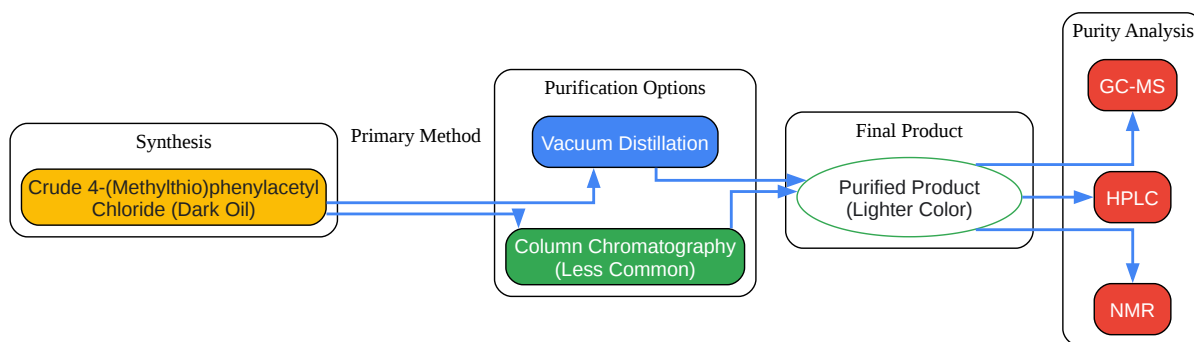 Synthesis
Crude 4-(Methylthio)phenylacetyl
Chloride (Dark Oil)
Primary Method
Purification Options
Vacuum Distillation
Column Chromatography
(Less Common)
Final Product
Purified Product
(Lighter Color)
Purity Analysis
GC-MS
HPLC
NMR